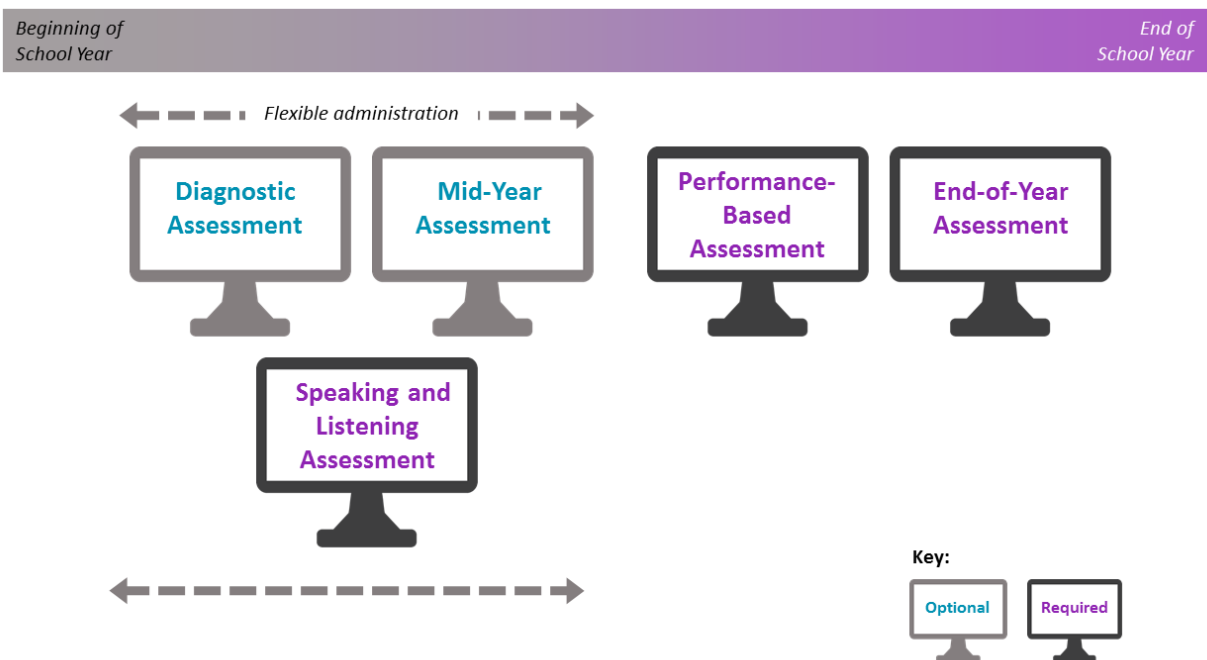 Beginning of
School Year
End of
School Year
Flexible administration
Diagnostic
Assessment
Mid-Year
Assessment
Performance-
Based
Assessment
End-of-Year
Assessment
Speaking and
Listening
Assessment
Key:
Optional
Required